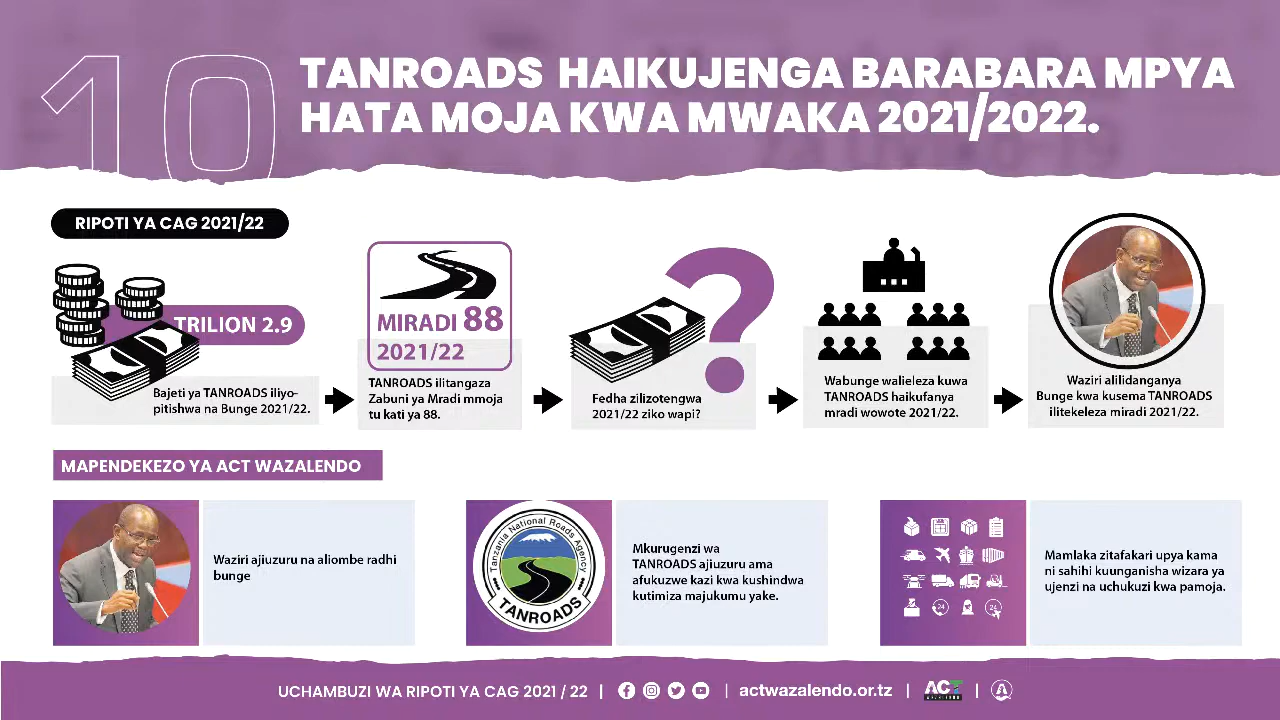 10
TANROADS HAIKUJENGA BARABARA MPYA
HATA MOJA KWA MWAKA 2021/2022.
RIPOTI YA CAG 2021/22
TRILION 2.9
Bajeti ya TANROADS iliyo-
pitishwa na Bunge 2021/22.
MIRADI 88
2021/22
TANROADS ilitangaza
Zabuni ya Mradi mmoja
tu kati ya 88.
?
Fedha zilizotengwa
2021/22 ziko wapi?
Wabunge walieleza kuwa
TANROADS haikufanya
mradi wowote 2021/22.
Waziri alilidanganya
Bunge kwa kusema TANROADS
ilitekeleza miradi 2021/22.
MAPENDEKEZO YA ACT WAZALENDO
Waziri ajiuzuru na aliombe radhi
bunge
Tanzania National Roads Agency
TANROADS
Mkurugenzi wa
TANROADS ajiuzuru ama
afukuzwe kazi kwa kushindwa
kutimiza majukumu yake.
24
24
Mamlaka zitafakari upya kama
ni sahihi kuunganisha wizara ya
ujenzi na uchukuzi kwa pamoja.
UCHAMBUZI WA RIPOTI YA CAG 2021 / 22 | | actwazalendo.or.tz | ACT |